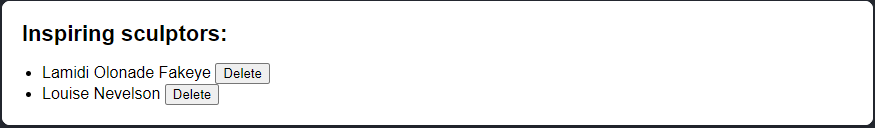 Inspiring sculptors:
Lamidi Olonade Fakeye Delete
Louise Nevelson Delete